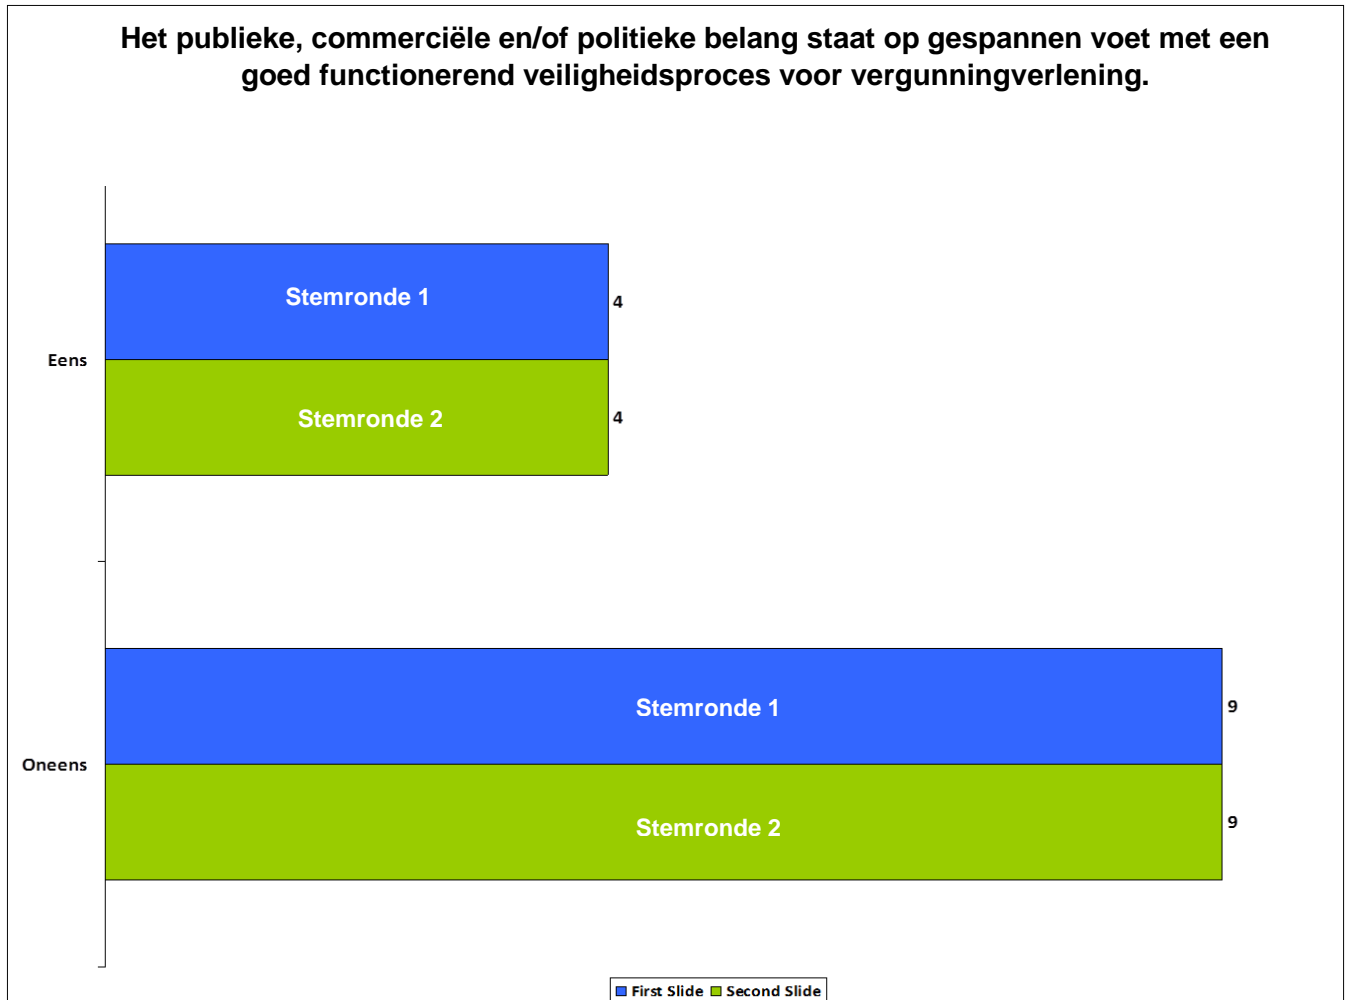 Het publieke, commerciële en/of politieke belang staat op gespannen voet met een
goed functionerend veiligheidsproces voor vergunningverlening.
Stemronde 1
4
Eens
Stemronde 2
4
Stemronde 1
9
Oneens
Stemronde 2
9
First Slide Second Slide